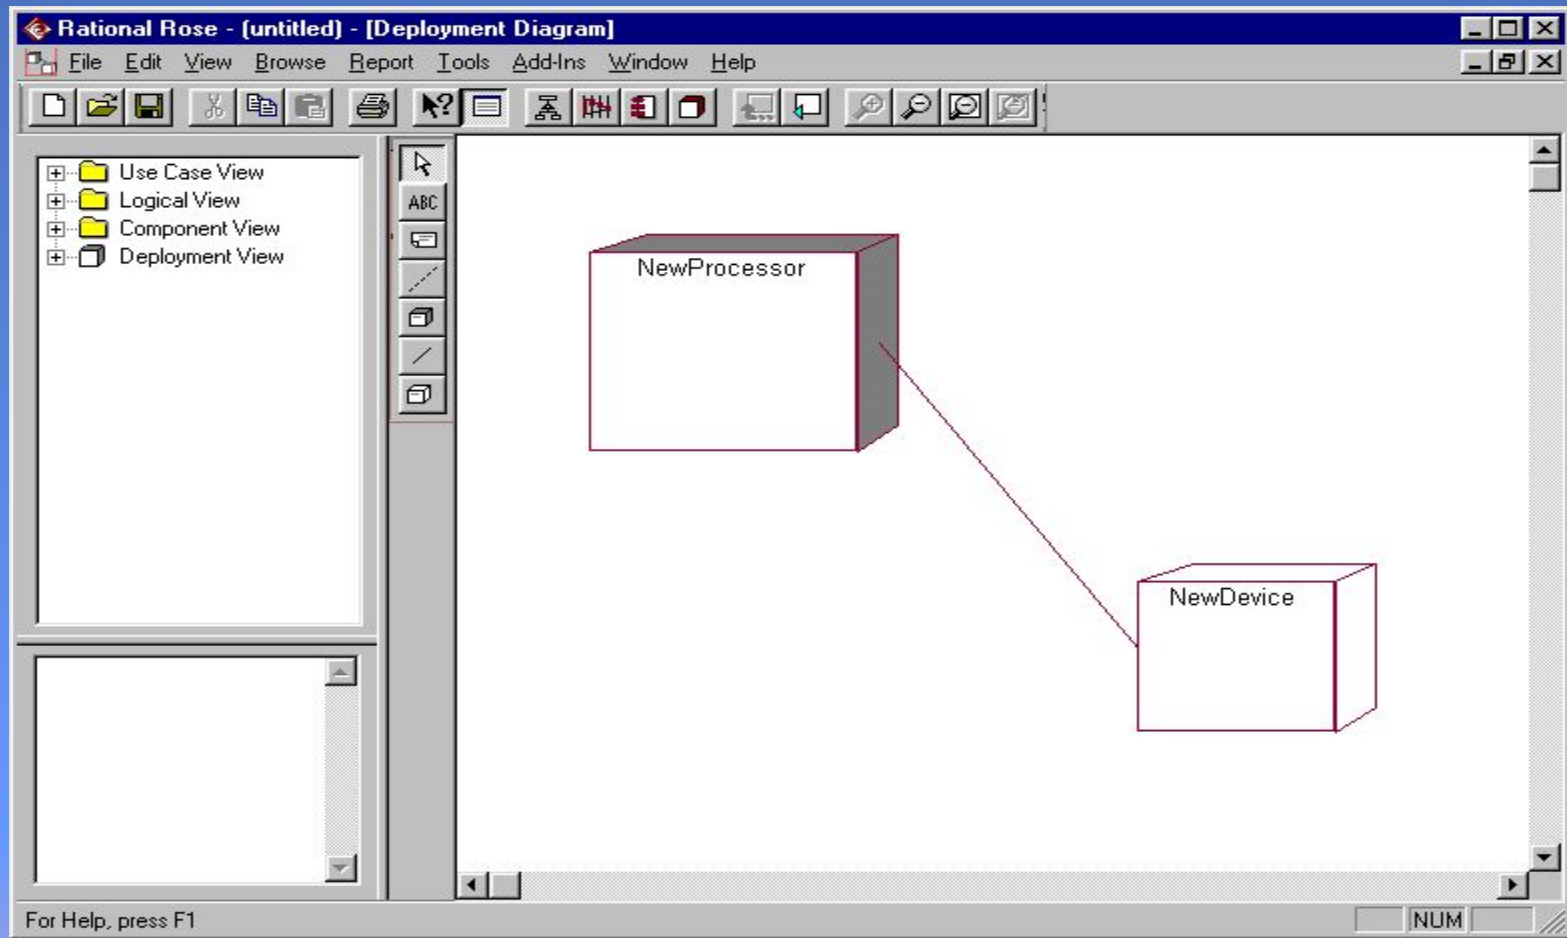 Rational Rose - (untitled) - [Deployment Diagram]
File Edit View Browse Report Tools Add-Ins Window Help
Use Case View
Logical View
Component View
Deployment View
ABC
NewProcessor
NewDevice
For Help, press F1
NUM